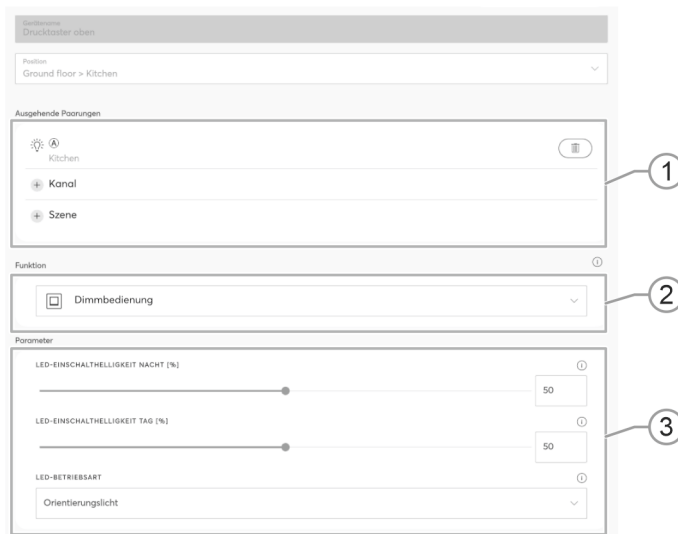 Gerätename
Drucktaster oben
Position
Ground floor > Kitchen
Ausgehende Paarungen
A
Kitchen
1
+ Kanal
+ Szene
Funktion
Dimmbedienung
2
Parameter
LED-EINSCHALTHELLIGKEIT NACHT [%]
50
LED-EINSCHALTHELLIGKEIT TAG [%]
50
3
LED-BETRIEBSART
Orientierungslicht